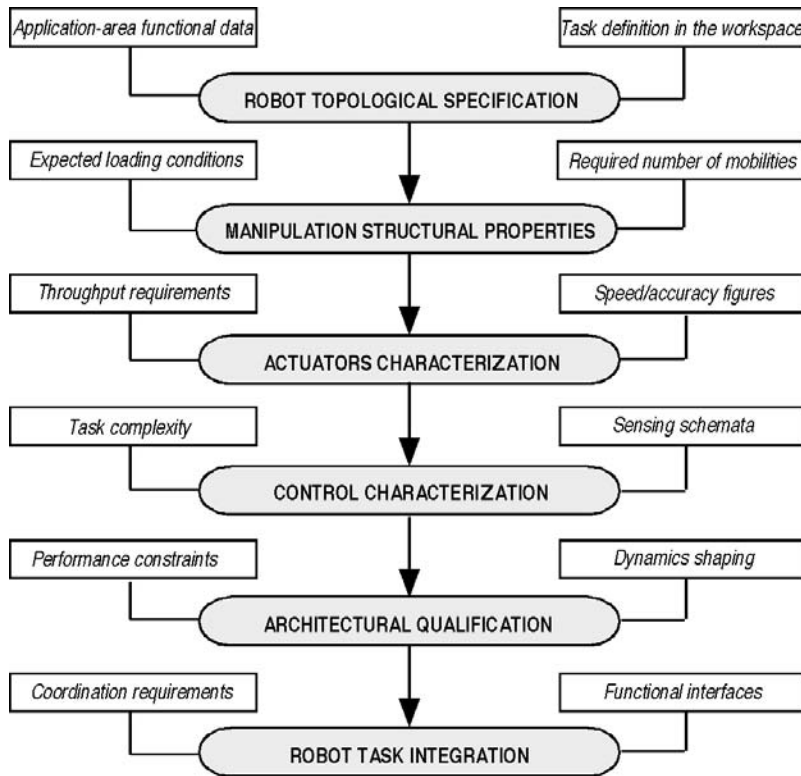 Application-area functional data
Task definition in the workspace
ROBOT TOPOLOGICAL SPECIFICATION
Expected loading conditions
Required number of mobilities
MANIPULATION STRUCTURAL PROPERTIES
Throughput requirements
Speed/accuracy figures
ACTUATORS CHARACTERIZATION
Task complexity
Sensing schemata
CONTROL CHARACTERIZATION
Performance constraints
Dynamics shaping
ARCHITECTURAL QUALIFICATION
Coordination requirements
Functional interfaces
ROBOT TASK INTEGRATION